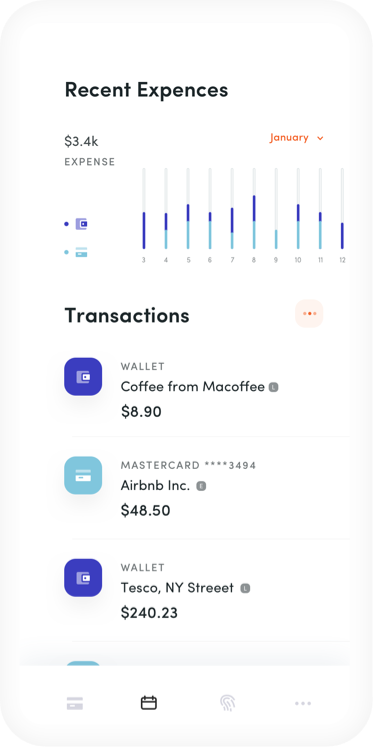 Recent Expences
$3.4k
January
EXPENSE
3 4 5 6 7 8 9 10 11 12
Transactions
WALLET
Coffee from Macoffee L
$8.90
MASTERCARD ****3494
Airbnb Inc. E
$48.50
WALLET
Tesco, NY Streeet L
$240.23